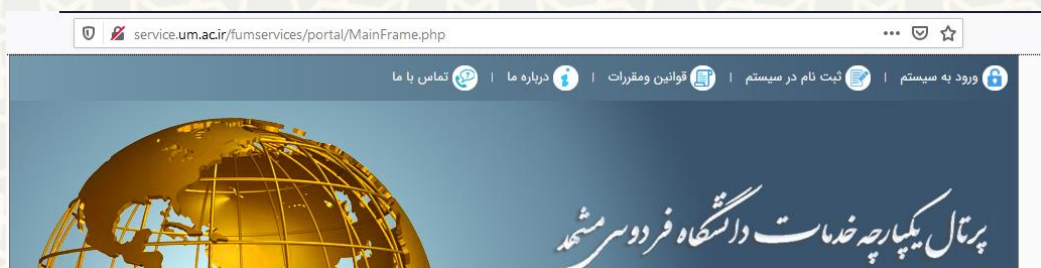 service.um.ac.ir/fumservices/portal/MainFrame.php
ورود به سیستم | ثبت نام در سیستم | قوانین ومقررات | درباره ما | تماس با ما
پرتال یکپارچه خدمات دانشگاه فردوسی مشهد